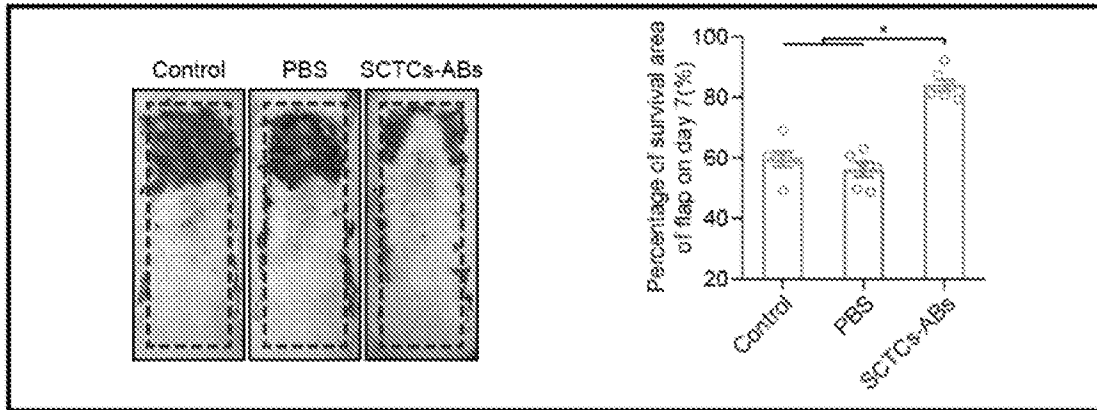 Control PBS SCTCs-ABs
Percentage of survival area
of flap on day 7(%)
100
80
60
40
20
*
Control
PBS
SCTCs-ABs